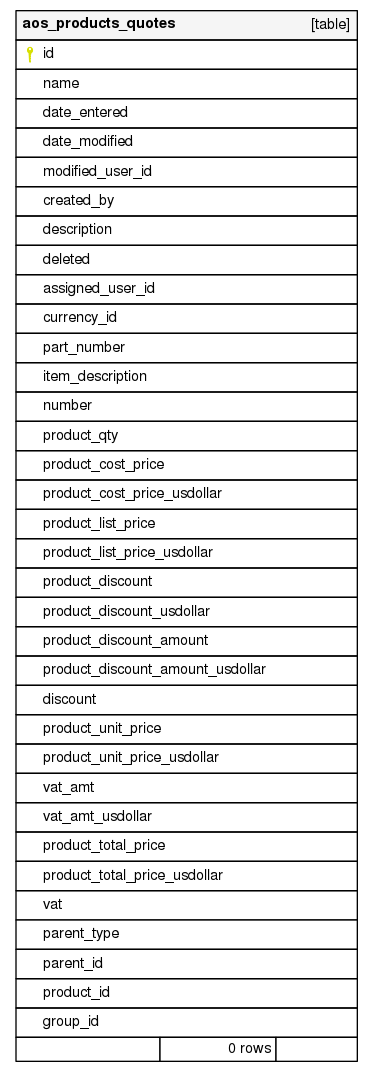 aos_products_quotes [table]
id
name
date_entered
date_modified
modified_user_id
created_by
description
deleted
assigned_user_id
currency_id
part_number
item_description
number
product_qty
product_cost_price
product_cost_price_usdollar
product_list_price
product_list_price_usdollar
product_discount
product_discount_usdollar
product_discount_amount
product_discount_amount_usdollar
discount
product_unit_price
product_unit_price_usdollar
vat_amt
vat_amt_usdollar
product_total_price
product_total_price_usdollar
vat
parent_type
parent_id
product_id
group_id
0 rows